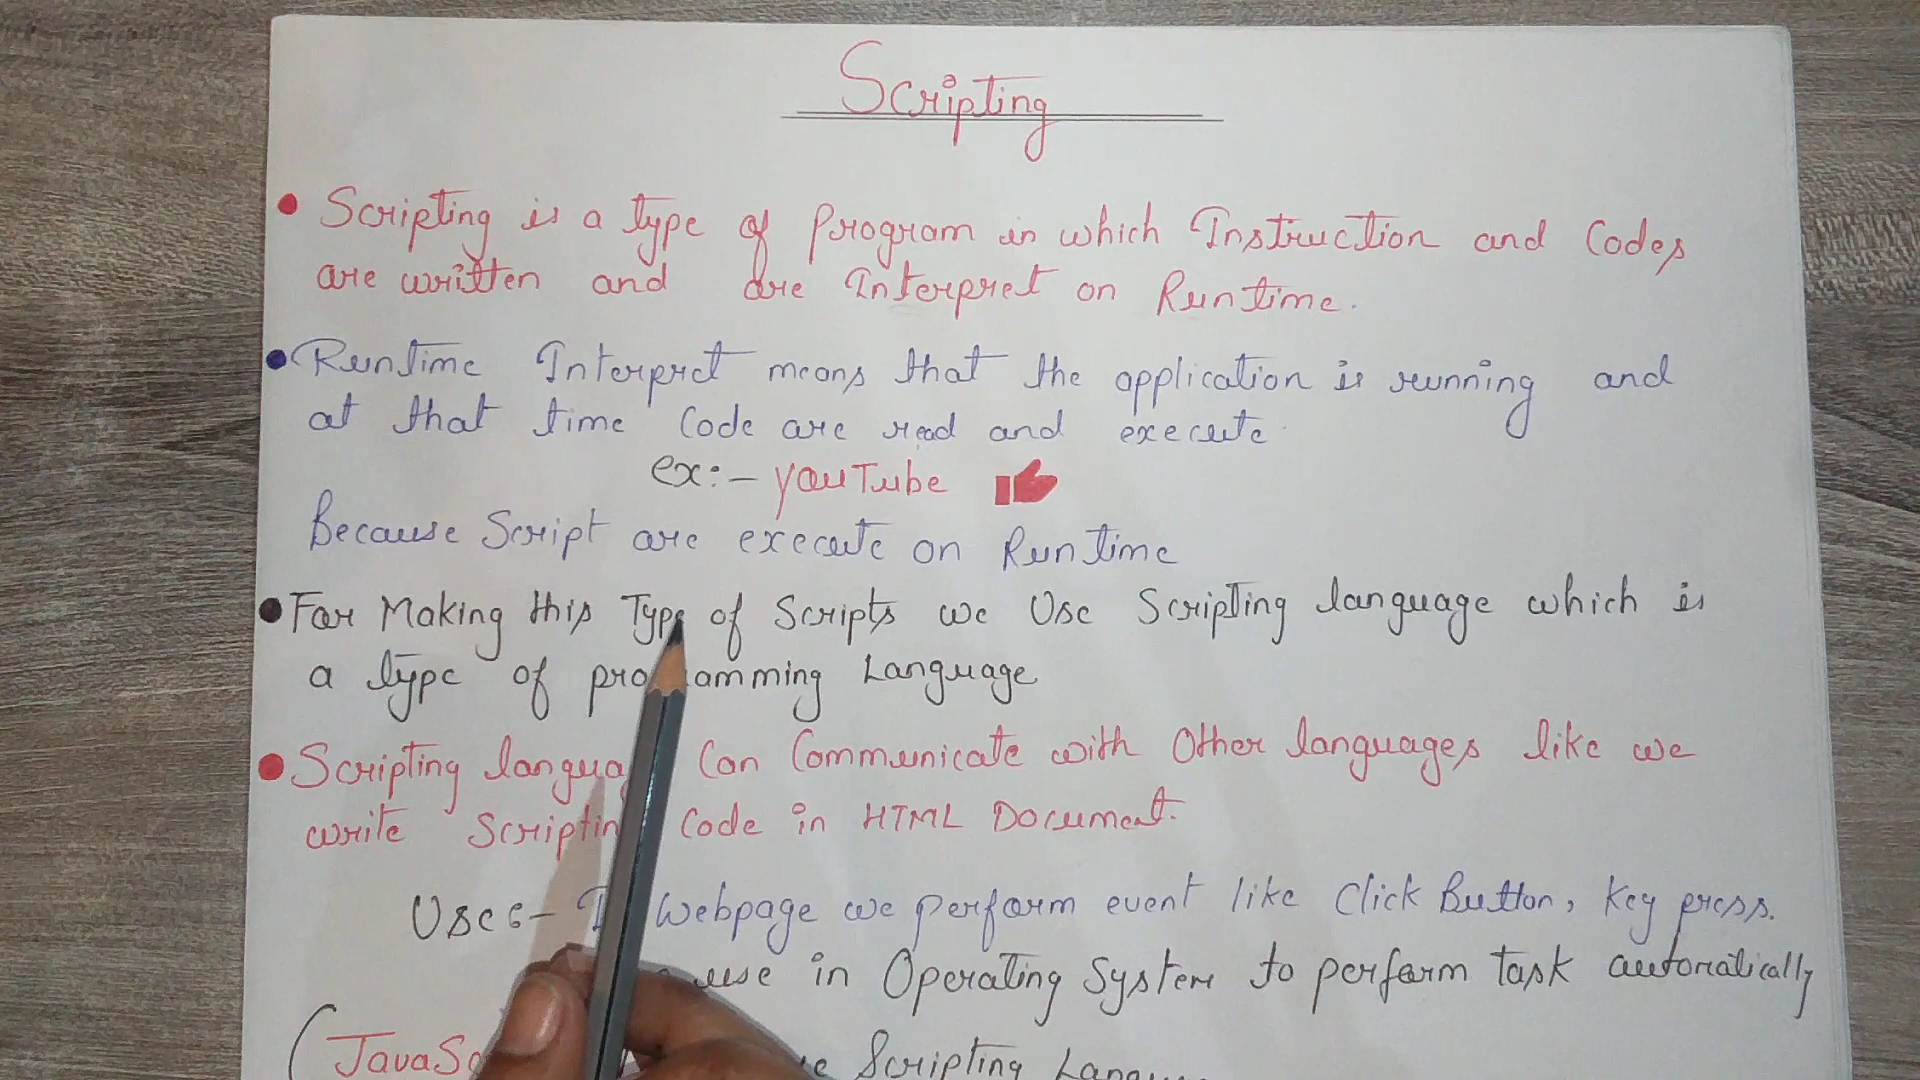 Scripting
• Scripting is a type of Program in which Instruction and Codes
are written and are Interpret on Runtime.
• Runtime Interpret means that the application is running and
at that time Code are read and execute
ex:- YouTube
Because Script are execute on Runtime
• For Making this Type of Scripts we Use Scripting language which is
a type of programming Language
• Scripting Can Communicate with Other languages like we
write Code in HTML Document.
Use:- Webpage we perform event like Click Button, Key press.
use in Operating System to perform task automatically
( Scripting